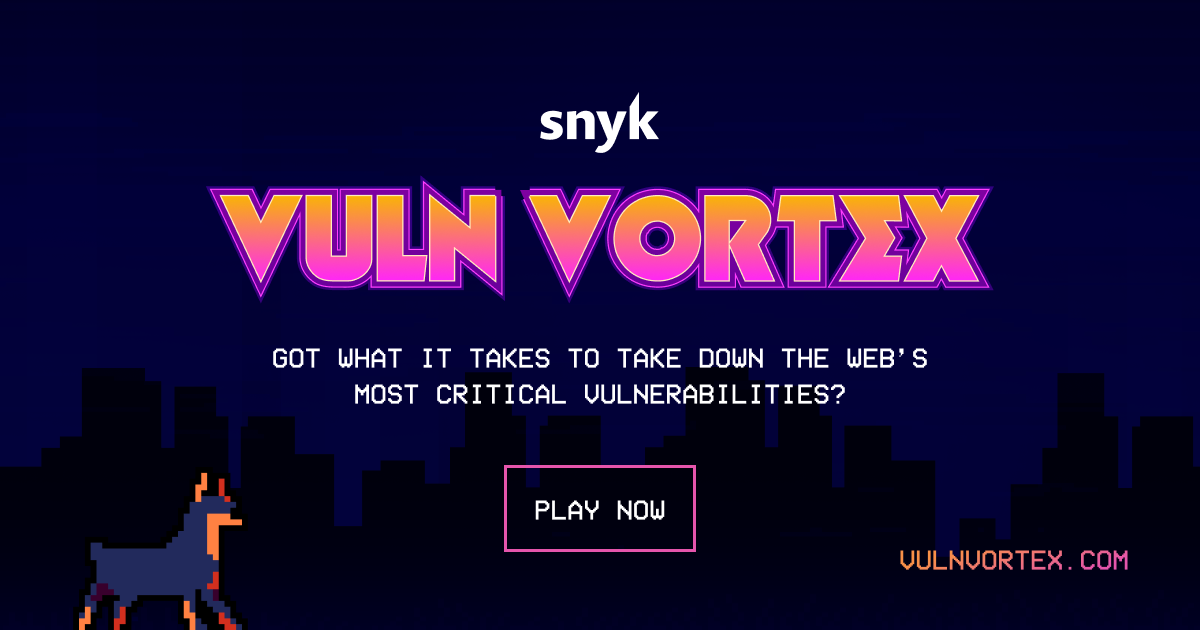 snyk
VULN VORTEX
GOT WHAT IT TAKES TO TAKE DOWN THE WEB'S
MOST CRITICAL VULNERABILITIES?
PLAY NOW
VULNVORTEX.COM